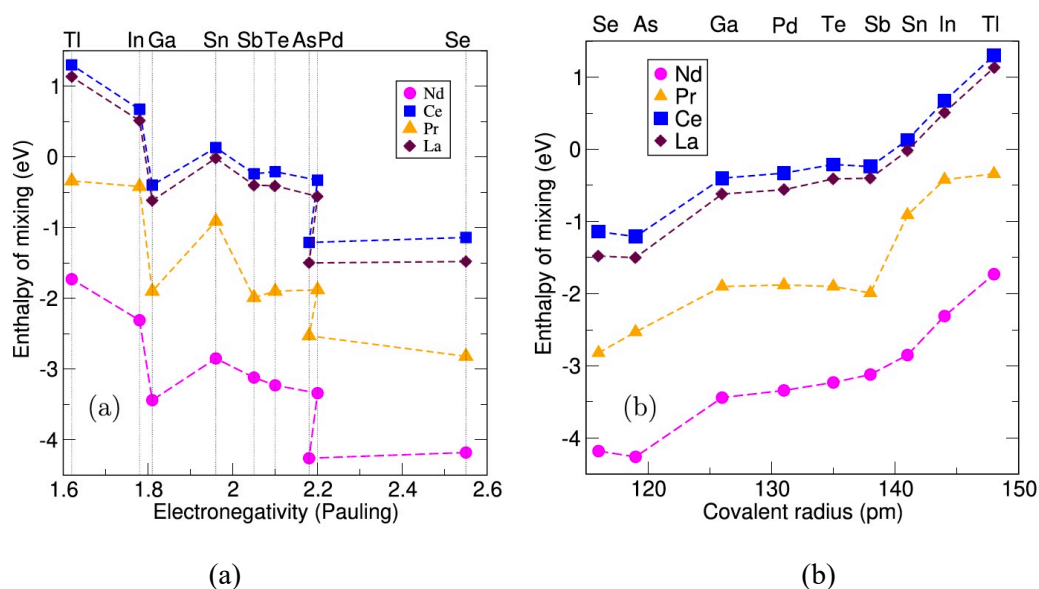 Tl In Ga Sn Sb Te As Pd Se
Enthalpy of mixing (eV)
1
0
-1
-2
-3
-4
Nd
Ce
Pr
La
(a)
1.6 1.8 2 2.2 2.4 2.6
Electronegativity (Pauling)
(a)
Se As Ga Pd Te Sb Sn In Tl
Enthalpy of mixing (eV)
1
0
-1
-2
-3
-4
Nd
Pr
Ce
La
(b)
120 130 140 150
Covalent radius (pm)
(b)